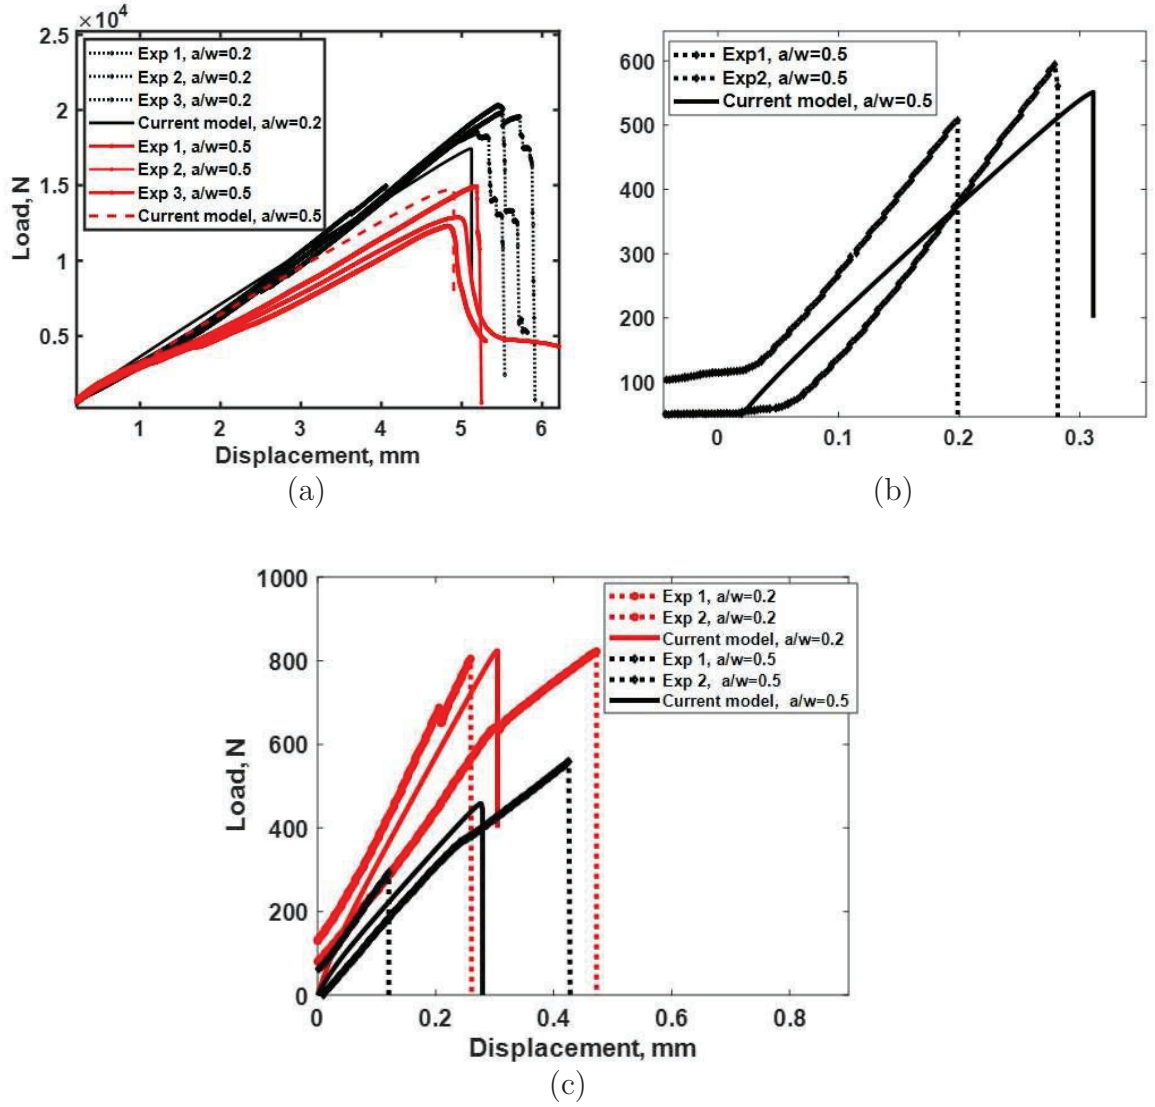 ×10⁴
2.5
2.0
1.5
1.0
0.5
Load, N
Exp 1, a/w=0.2
Exp 2, a/w=0.2
Exp 3, a/w=0.2
Current model, a/w=0.2
Exp 1, a/w=0.5
Exp 2, a/w=0.5
Exp 3, a/w=0.5
Current model, a/w=0.5
1 2 3 4 5 6
Displacement, mm
(a)
600
500
400
300
200
100
Exp1, a/w=0.5
Exp2, a/w=0.5
Current model, a/w=0.5
0 0.1 0.2 0.3
(b)
1000
800
600
400
200
0
Load, N
Exp 1, a/w=0.2
Exp 2, a/w=0.2
Current model, a/w=0.2
Exp 1, a/w=0.5
Exp 2, a/w=0.5
Current model, a/w=0.5
0 0.2 0.4 0.6 0.8
Displacement, mm
(c)